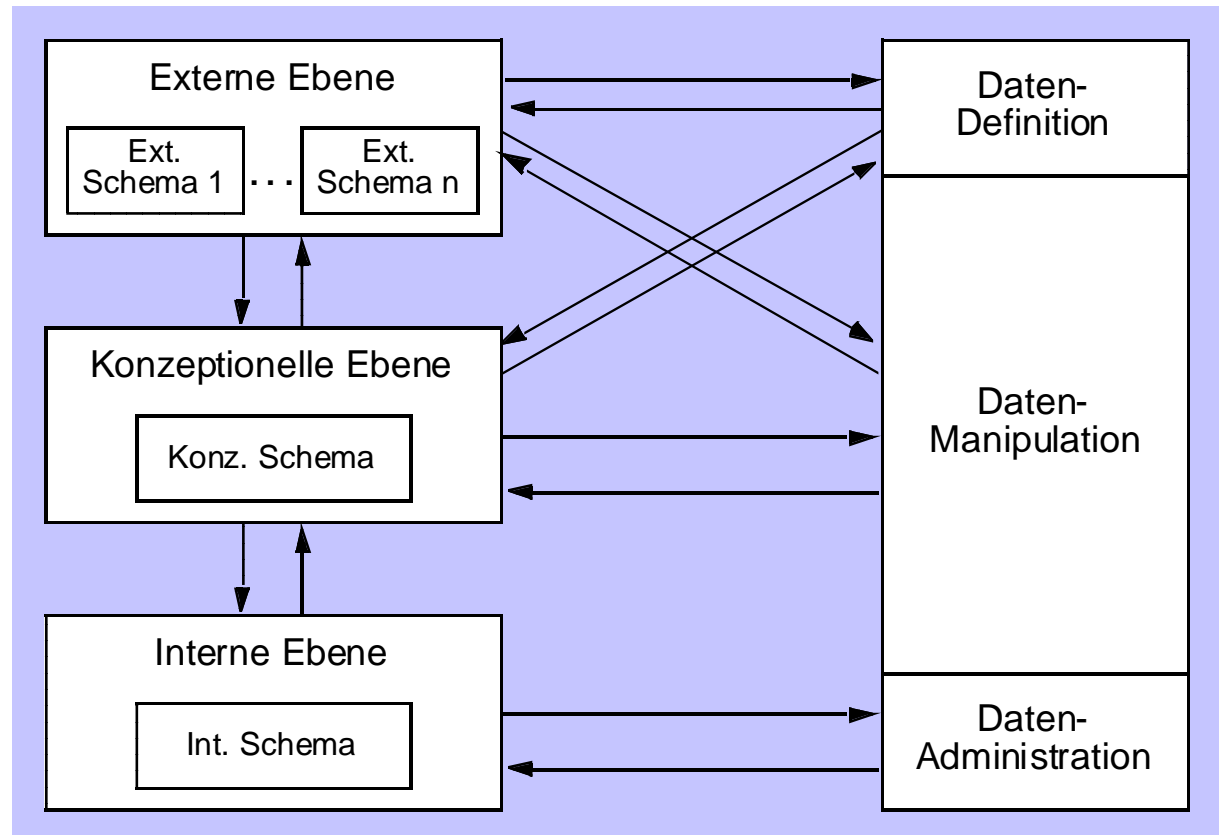 Externe Ebene
Ext.
Schema 1
. . .
Ext.
Schema n
Konzeptionelle Ebene
Konz. Schema
Interne Ebene
Int. Schema
Daten-
Definition
Daten-
Manipulation
Daten-
Administration